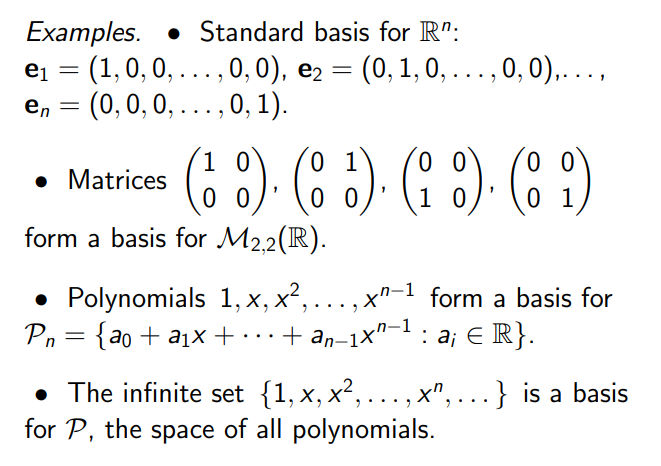 Examples. • Standard basis for ℝⁿ:
e₁ = (1, 0, 0, . . . , 0, 0), e₂ = (0, 1, 0, . . . , 0, 0),. . . ,
eₙ = (0, 0, 0, . . . , 0, 1).
• Matrices (1 0; 0 0), (0 1; 0 0), (0 0; 1 0), (0 0; 0 1)
form a basis for ℳ₂,₂(ℝ).
• Polynomials 1, x, x², . . . , xⁿ⁻¹ form a basis for
𝒫ₙ = {a₀ + a₁x + · · · + aₙ₋₁xⁿ⁻¹ : aᵢ ∈ ℝ}.
• The infinite set {1, x, x², . . . , xⁿ, . . . } is a basis
for 𝒫, the space of all polynomials.